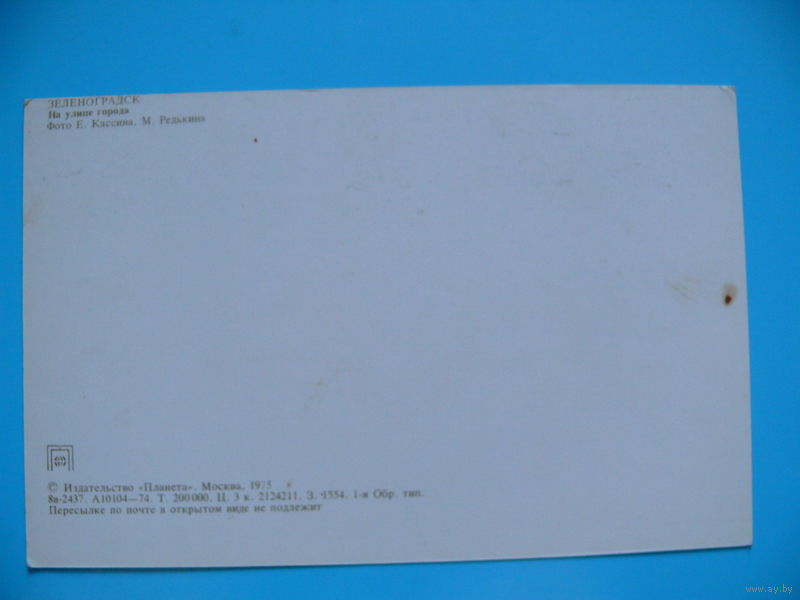 ЗЕЛЕНОГРАДСК
На улице города
Фото Е. Кассина, М. Редькина
© Издательство «Планета». Москва, 1975
8в-2437. А10104—74. Т. 200 000. Ц. 3 к. 2124211. З. 1554. 1-я Обр. тип.
Пересылке по почте в открытом виде не подлежит
www.ay.by